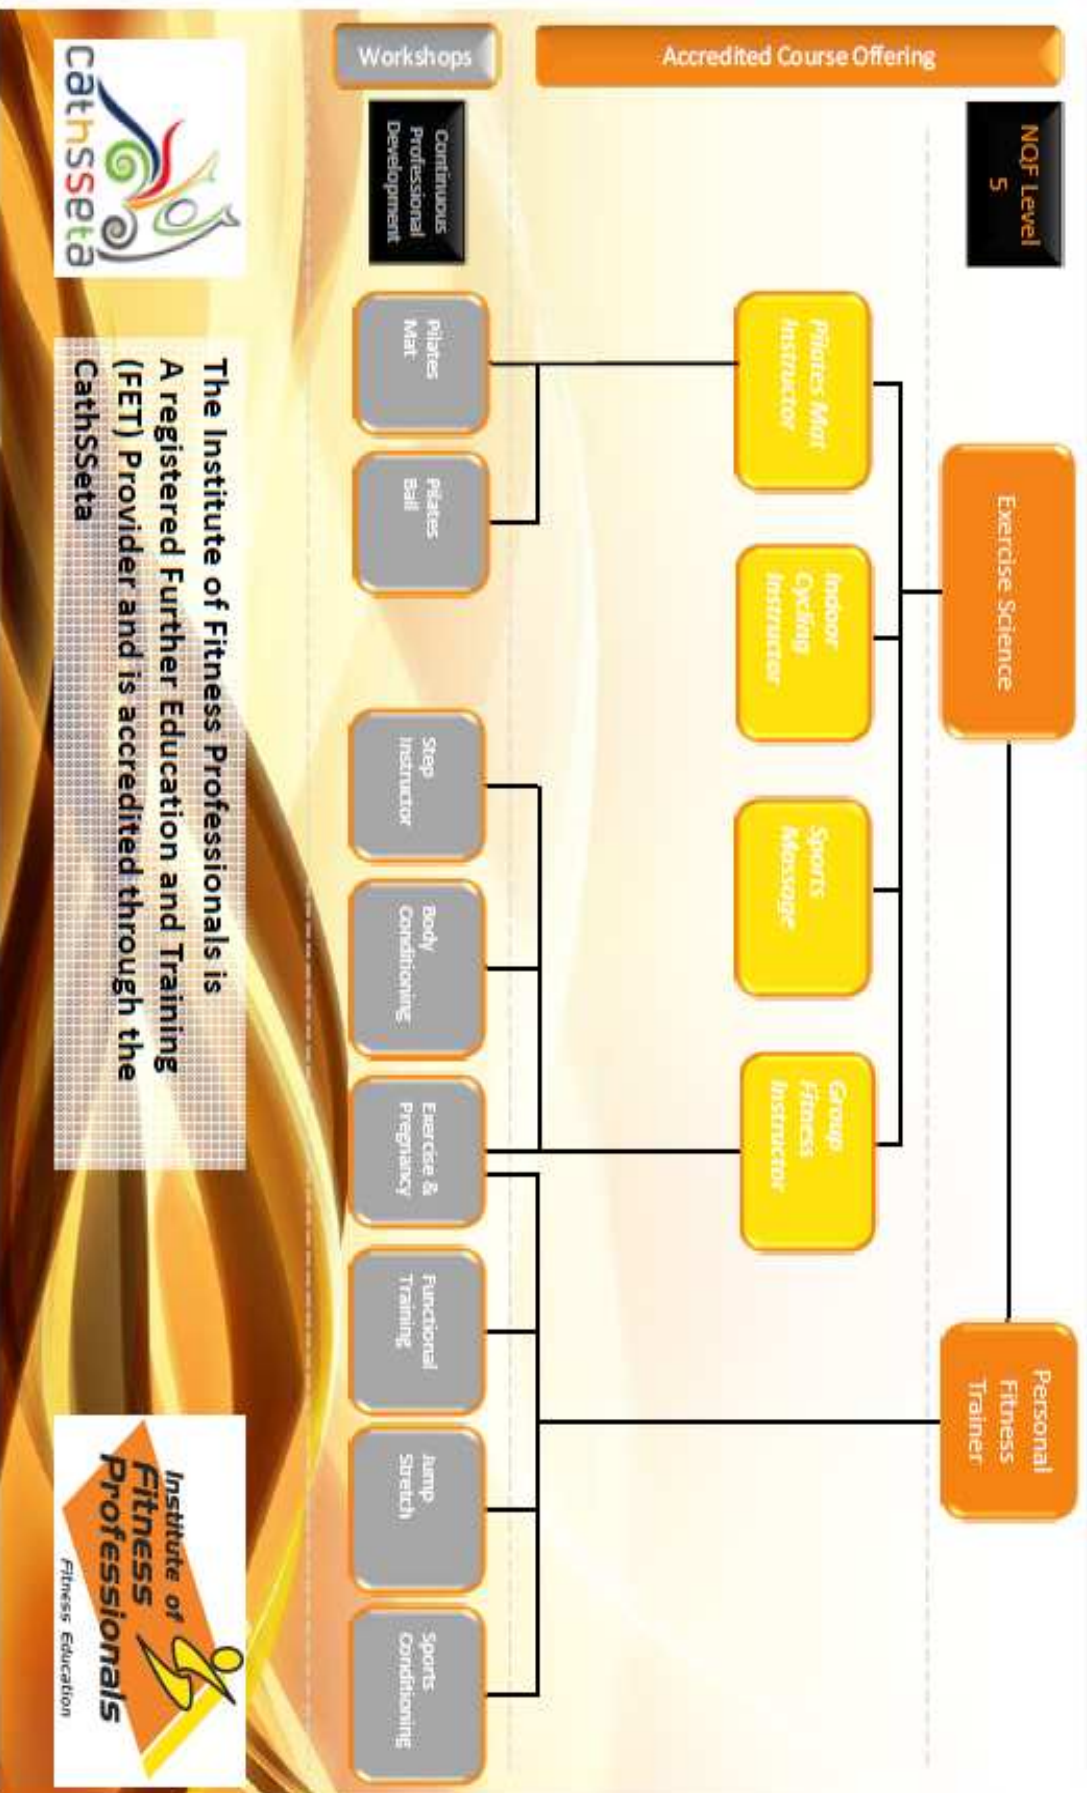 Accredited Course Offering
NQF Level
5
Exercise Science
Personal
Fitness
Trainer
Pilates Mat
Instructor
Indoor
Cycling
Instructor
Sports
Massage
Group
Fitness
Instructor
Workshops
Continuous
Professional
Development
Pilates
Mat
Pilates
Ball
Step
Instructor
Body
Conditioning
Exercise &
Pregnancy
Functional
Training
Jump
Stretch
Sports
Conditioning
cathsseta
The Institute of Fitness Professionals is
A registered Further Education and Training
(FET) Provider and is accredited through the
CathSSeta
Institute of
Fitness
Professionals
Fitness Education